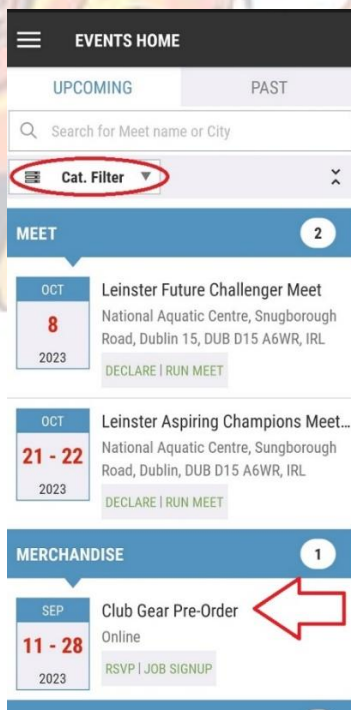 EVENTS HOME
UPCOMING PAST
Search for Meet name or City
Cat. Filter
MEET 2
OCT
8
2023
Leinster Future Challenger Meet
National Aquatic Centre, Snugborough
Road, Dublin 15, DUB D15 A6WR, IRL
DECLARE | RUN MEET
OCT
21 - 22
2023
Leinster Aspiring Champions Meet...
National Aquatic Centre, Sungborough
Road, Dublin, DUB D15 A6WR, IRL
DECLARE | RUN MEET
MERCHANDISE 1
SEP
11 - 28
2023
Club Gear Pre-Order
Online
RSVP | JOB SIGNUP